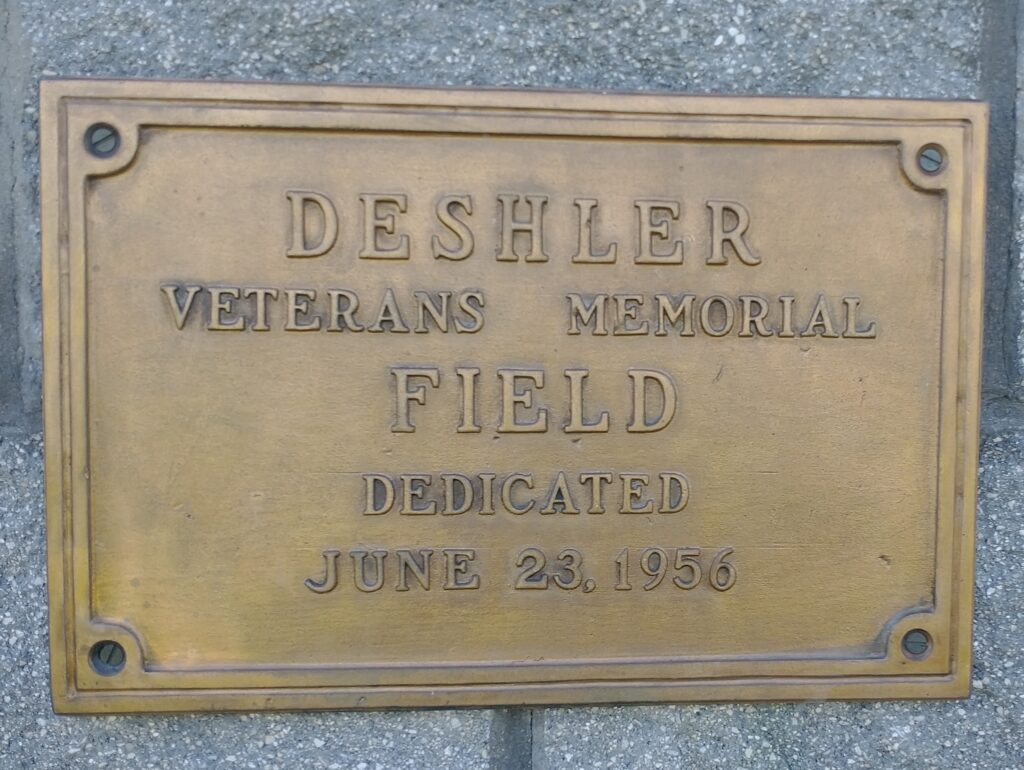 DESHLER
VETERANS MEMORIAL
FIELD
DEDICATED
JUNE 23, 1956